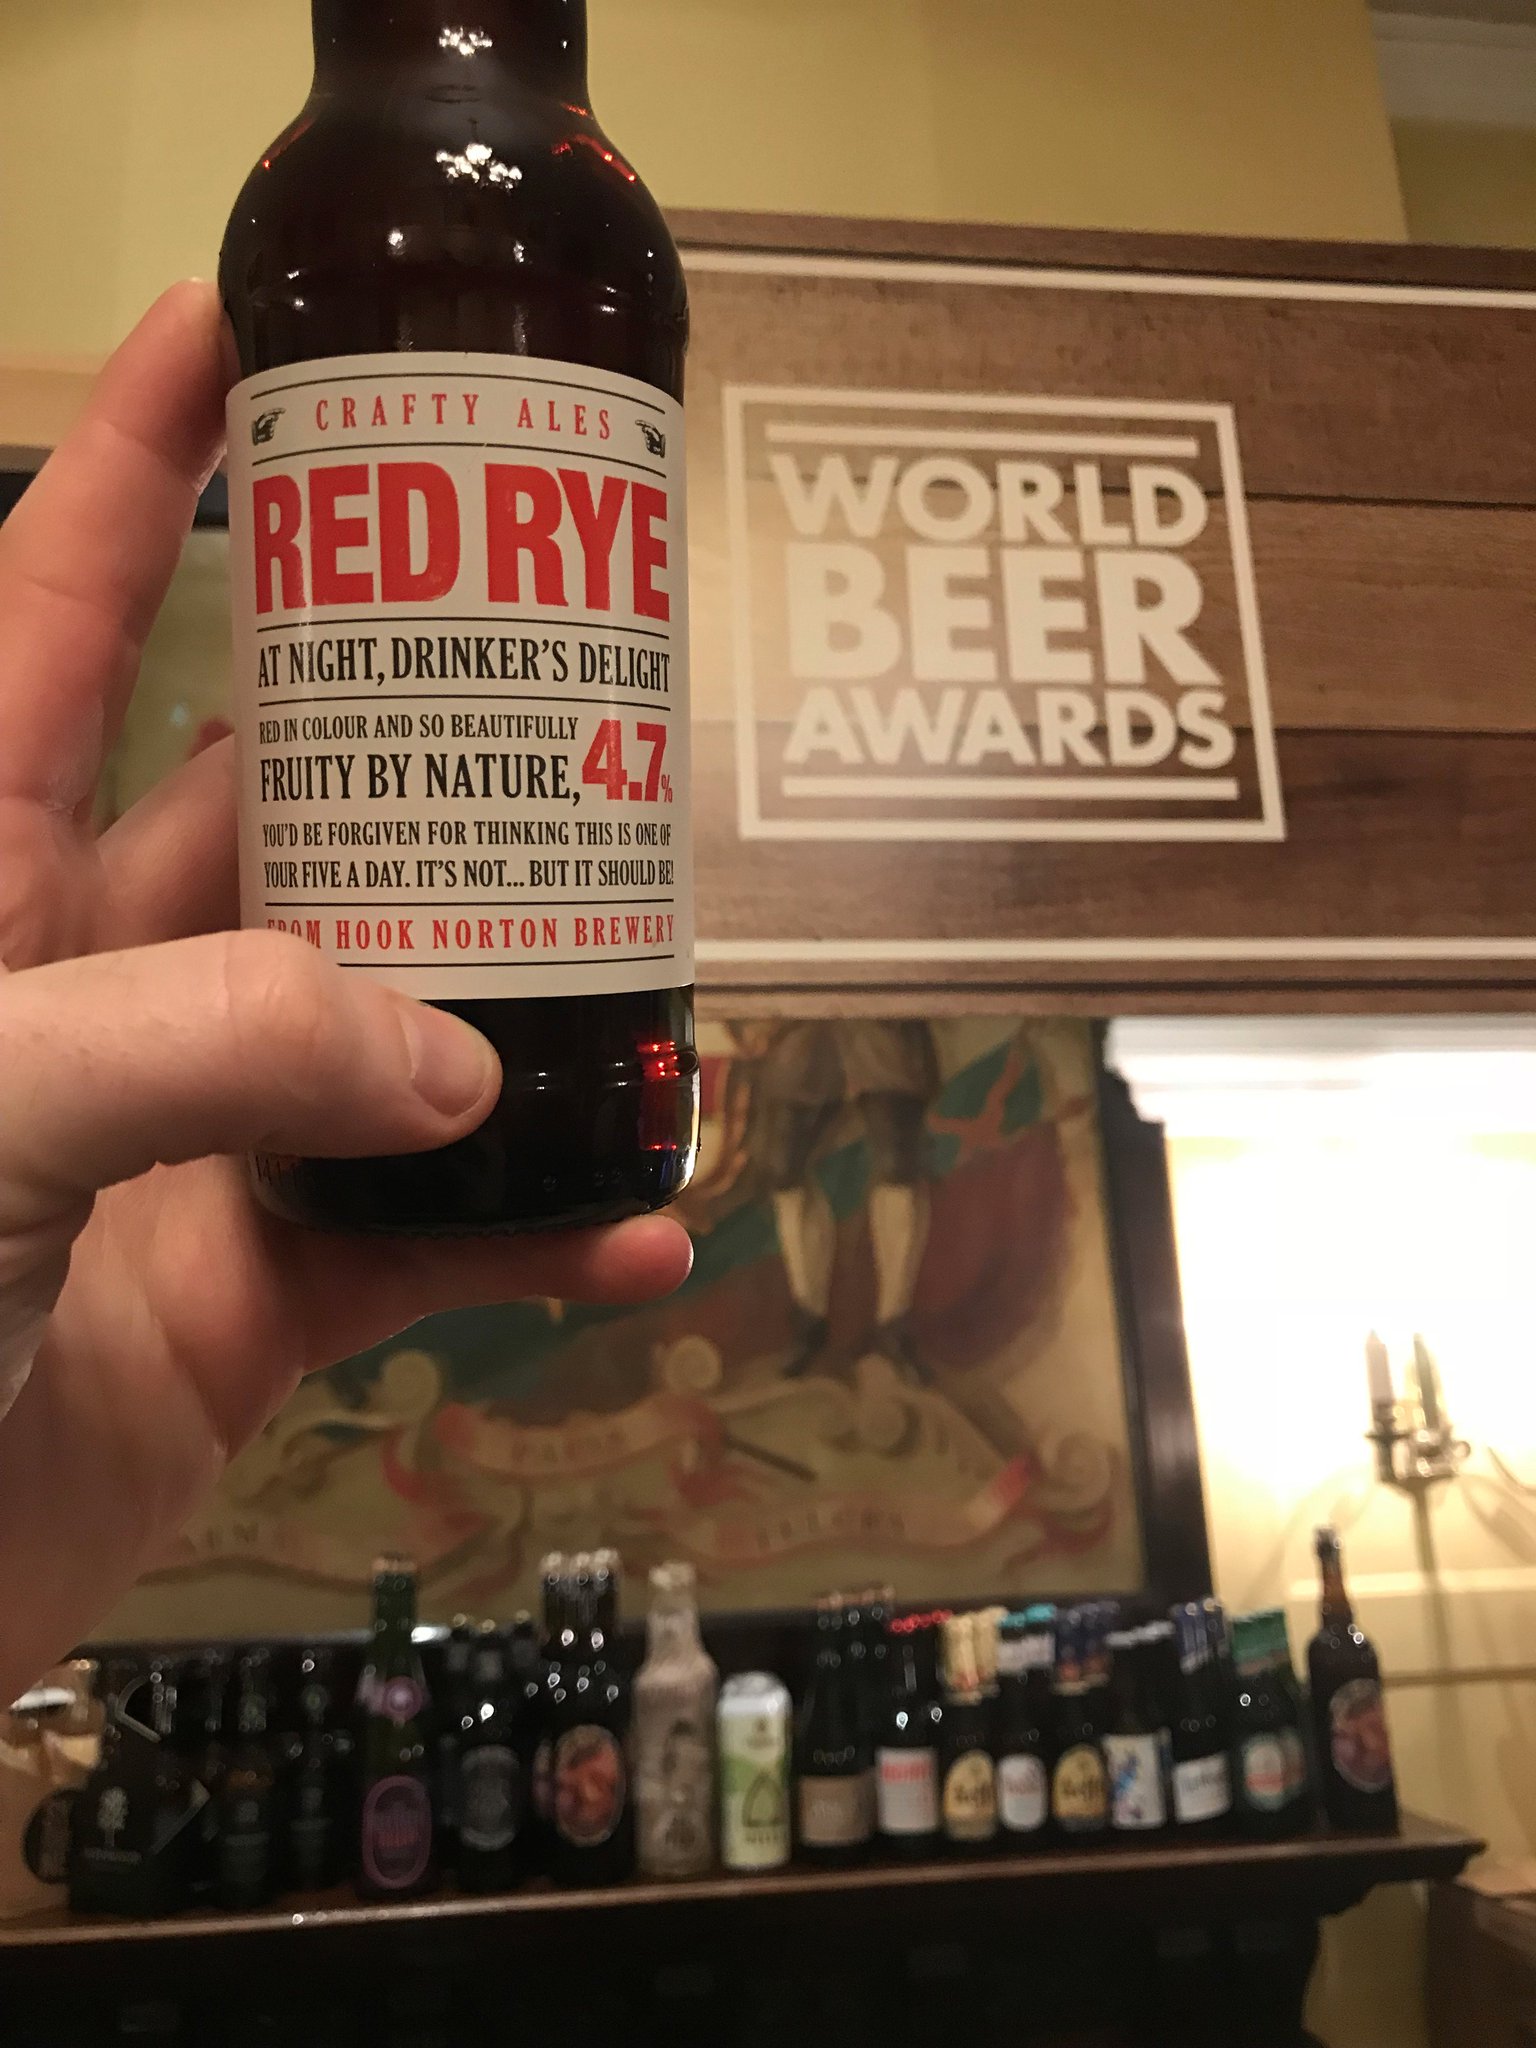 CRAFTY ALES
RED RYE
AT NIGHT, DRINKER'S DELIGHT
RED IN COLOUR AND SO BEAUTIFULLY
FRUITY BY NATURE, 4.7%
YOU'D BE FORGIVEN FOR THINKING THIS IS ONE OF
YOUR FIVE A DAY. IT'S NOT... BUT IT SHOULD BE!
FROM HOOK NORTON BREWERY
WORLD
BEER
AWARDS